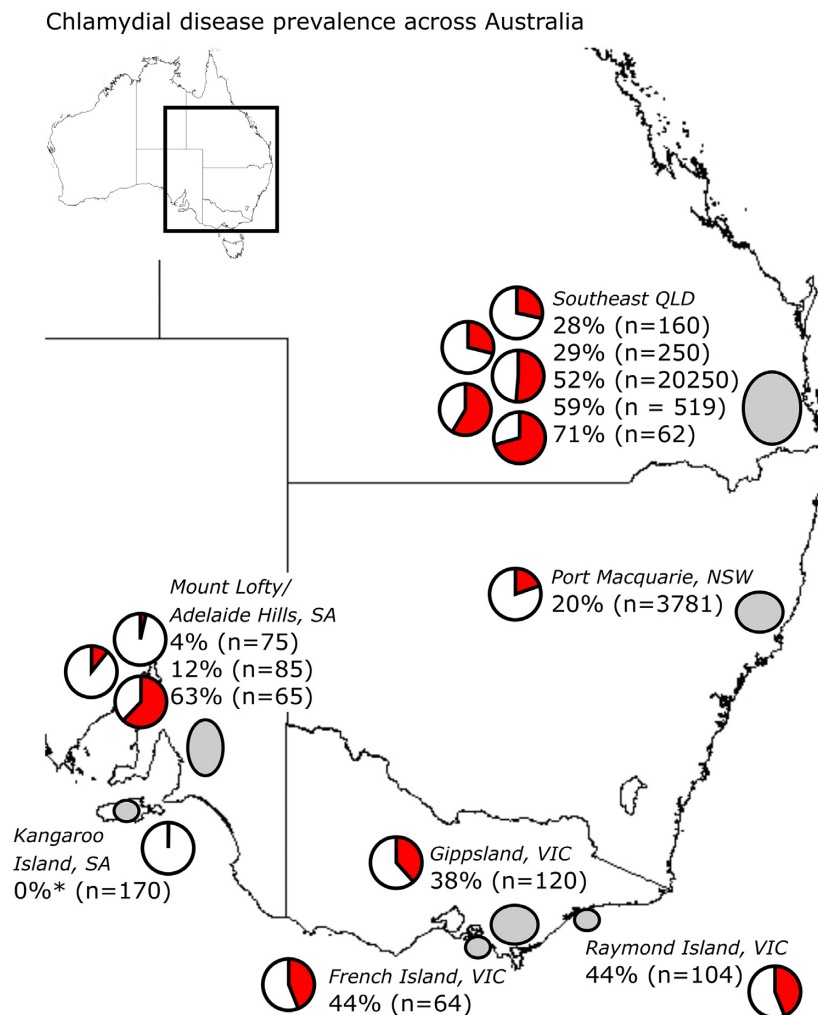 Chlamydial disease prevalence across Australia
Southeast QLD
28% (n=160)
29% (n=250)
52% (n=20250)
59% (n = 519)
71% (n=62)
Port Macquarie, NSW
20% (n=3781)
Mount Lofty/
Adelaide Hills, SA
4% (n=75)
12% (n=85)
63% (n=65)
Kangaroo
Island, SA
0%* (n=170)
Gippsland, VIC
38% (n=120)
Raymond Island, VIC
44% (n=104)
French Island, VIC
44% (n=64)